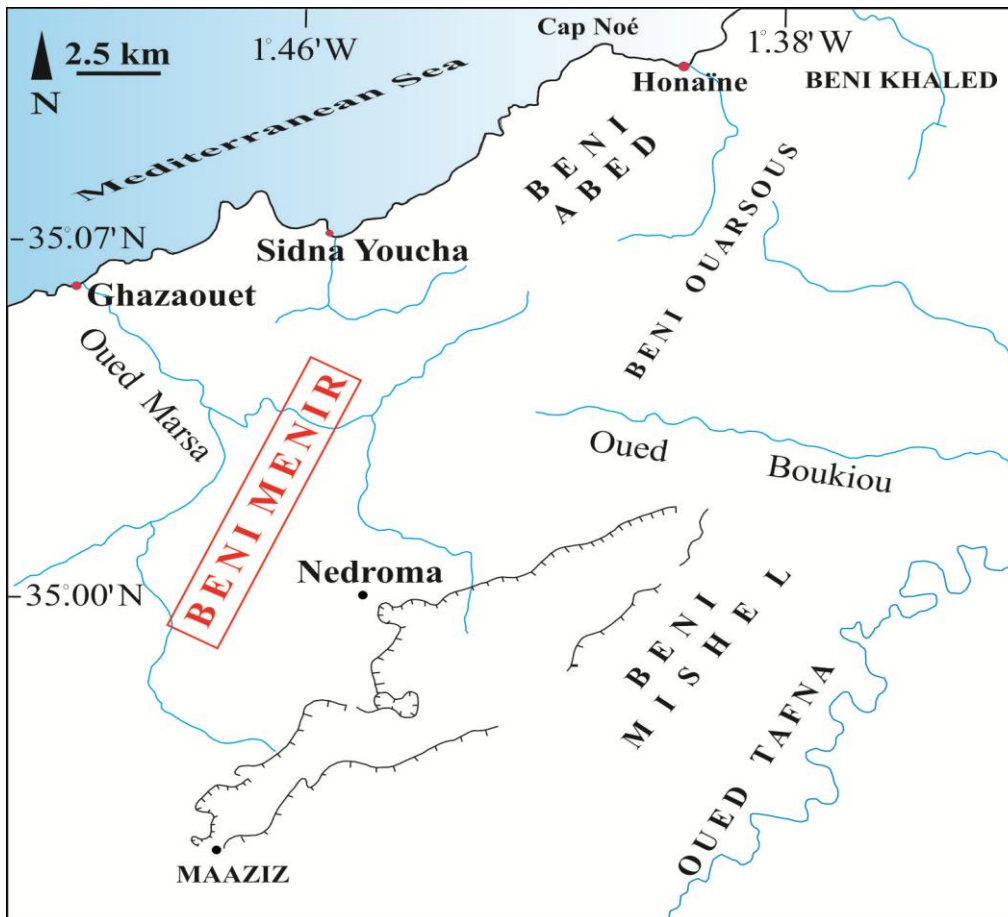 Cap Noé
1°.46'W
1°.38'W
2.5 km
N
Honaïne
BENI KHALED
Mediterranean Sea
BENI
ABED
BENI OUARSOUS
-35°.07'N
Sidna Youcha
Ghazaouet
Oued Marsa
BENI MENIR
Oued Boukiou
-35°.00'N
Nedroma
BENI
MISHEL
OUED TAFNA
MAAZIZ